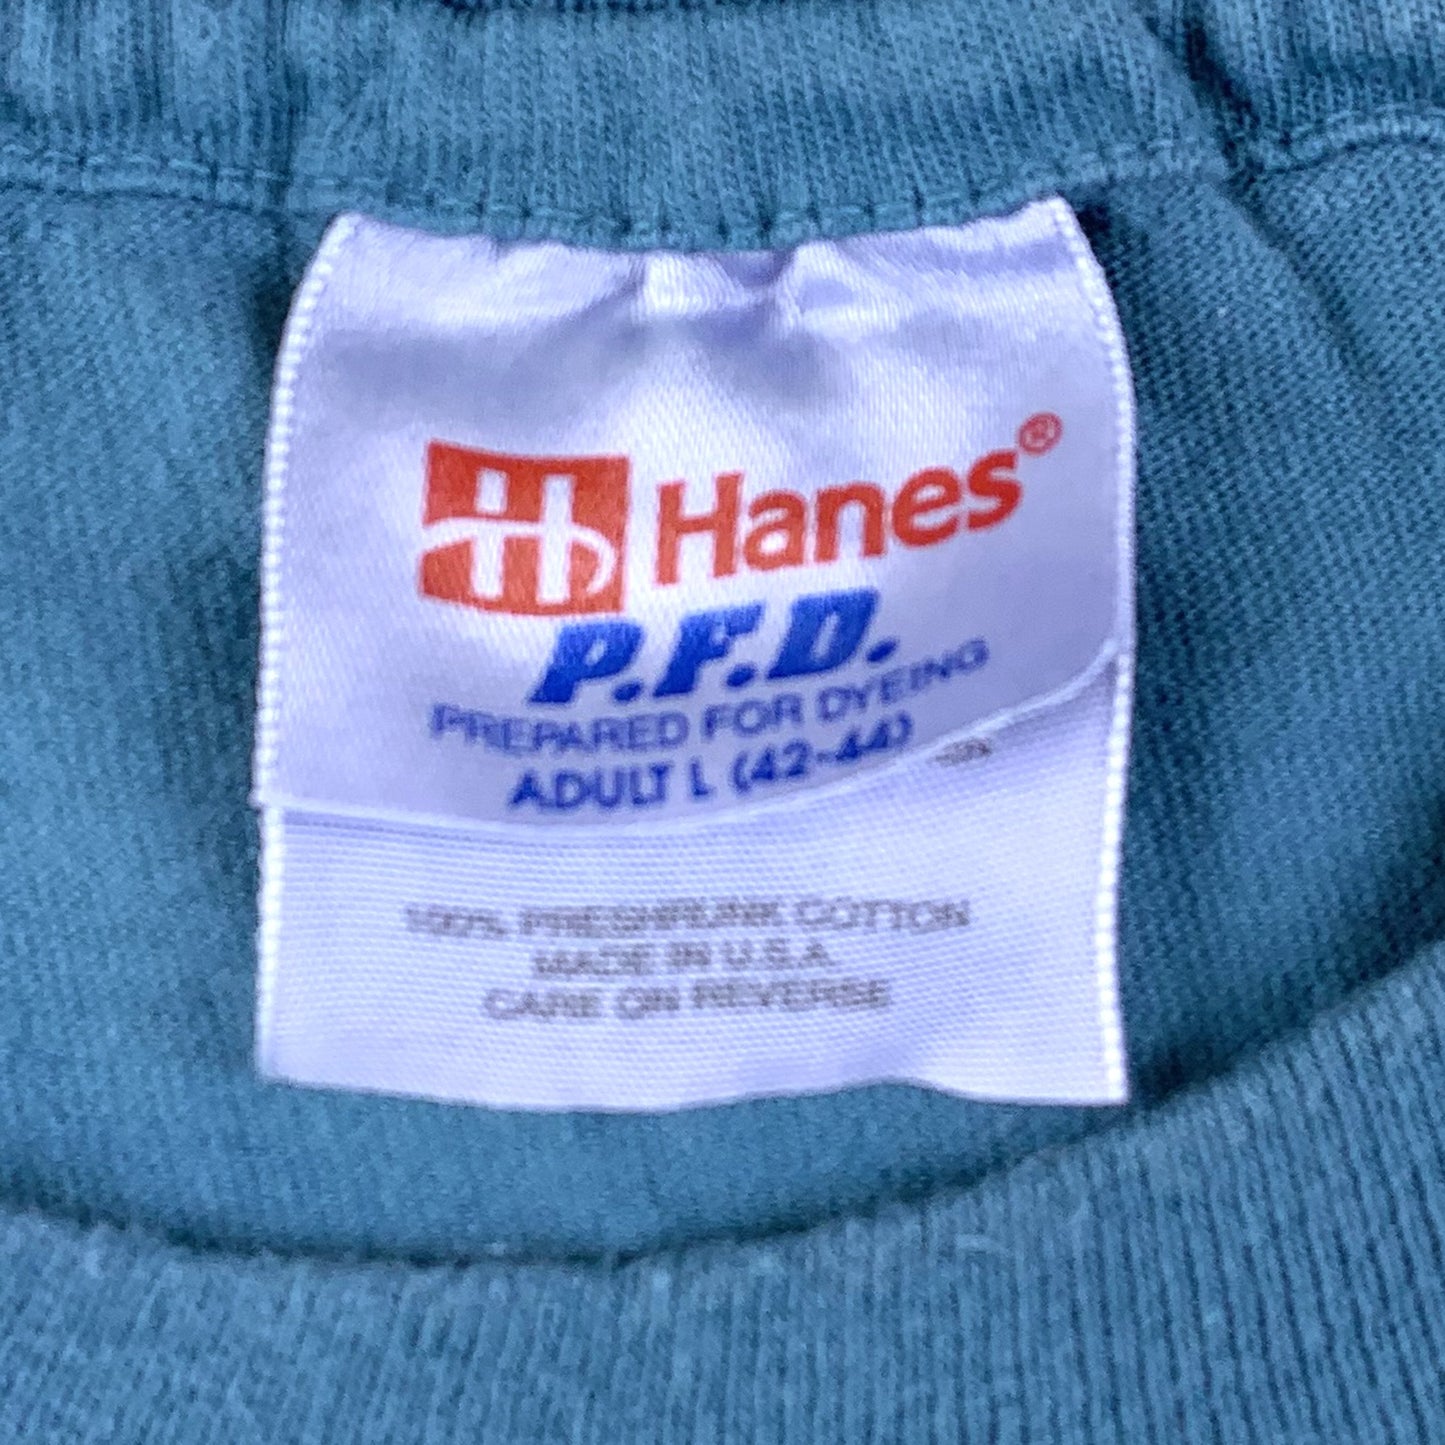 Hanes®
P.F.D.
PREPARED FOR DYEING
ADULT L (42-44)
100% PRESHRUNK COTTON
MADE IN U.S.A.
CARE ON REVERSE